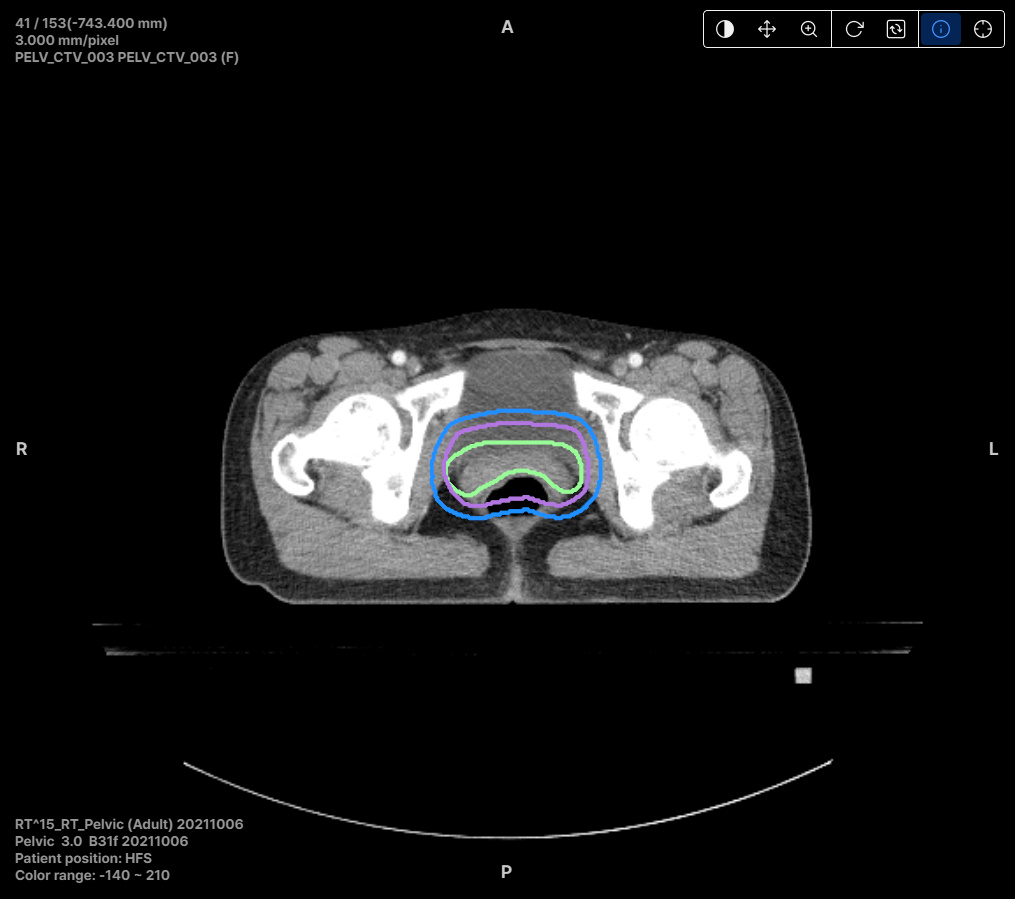 41 / 153(-743.400 mm)
3.000 mm/pixel
PELV_CTV_003 PELV_CTV_003 (F)
A
R
L
RT^15_RT_Pelvic (Adult) 20211006
Pelvic  3.0  B31f 20211006
Patient position: HFS
Color range: -140 ~ 210
P